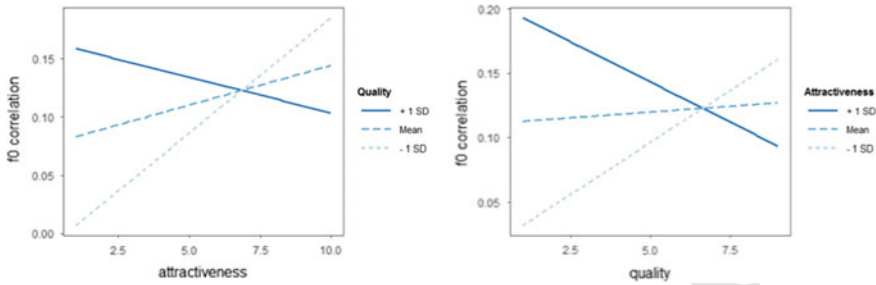 f0 correlation
0.15
0.10
0.05
0.00
2.5 5.0 7.5 10.0
attractiveness
Quality
+ 1 SD
Mean
- 1 SD
f0 correlation
0.20
0.15
0.10
0.05
2.5 5.0 7.5
quality
Attractiveness
+ 1 SD
Mean
- 1 SD